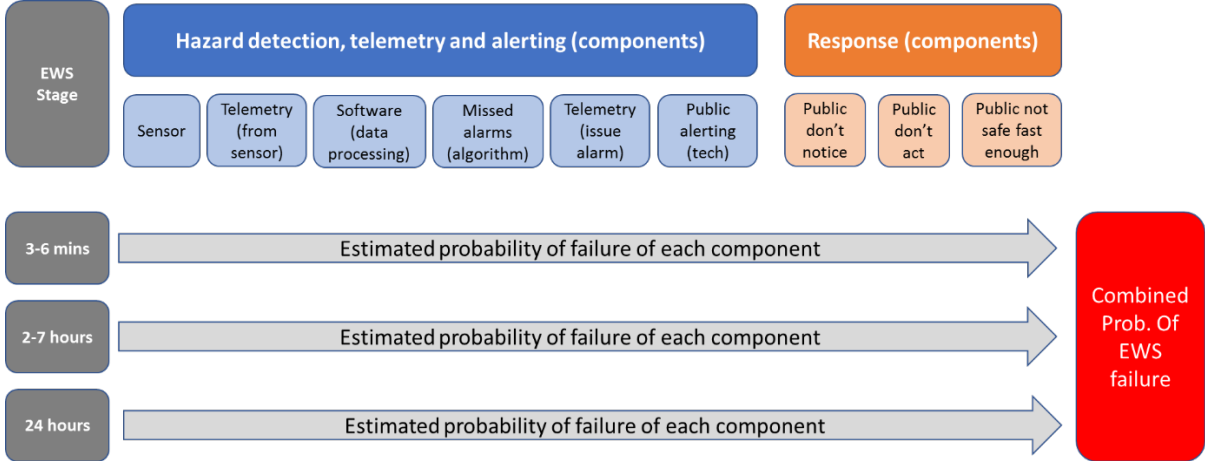 EWS
Stage
Hazard detection, telemetry and alerting (components)
Response (components)
Sensor
Telemetry
(from
sensor)
Software
(data
processing)
Missed
alarms
(algorithm)
Telemetry
(issue
alarm)
Public
alerting
(tech)
Public
don’t
notice
Public
don’t
act
Public not
safe fast
enough
3-6 mins
Estimated probability of failure of each component
2-7 hours
Estimated probability of failure of each component
24 hours
Estimated probability of failure of each component
Combined
Prob. Of
EWS
failure